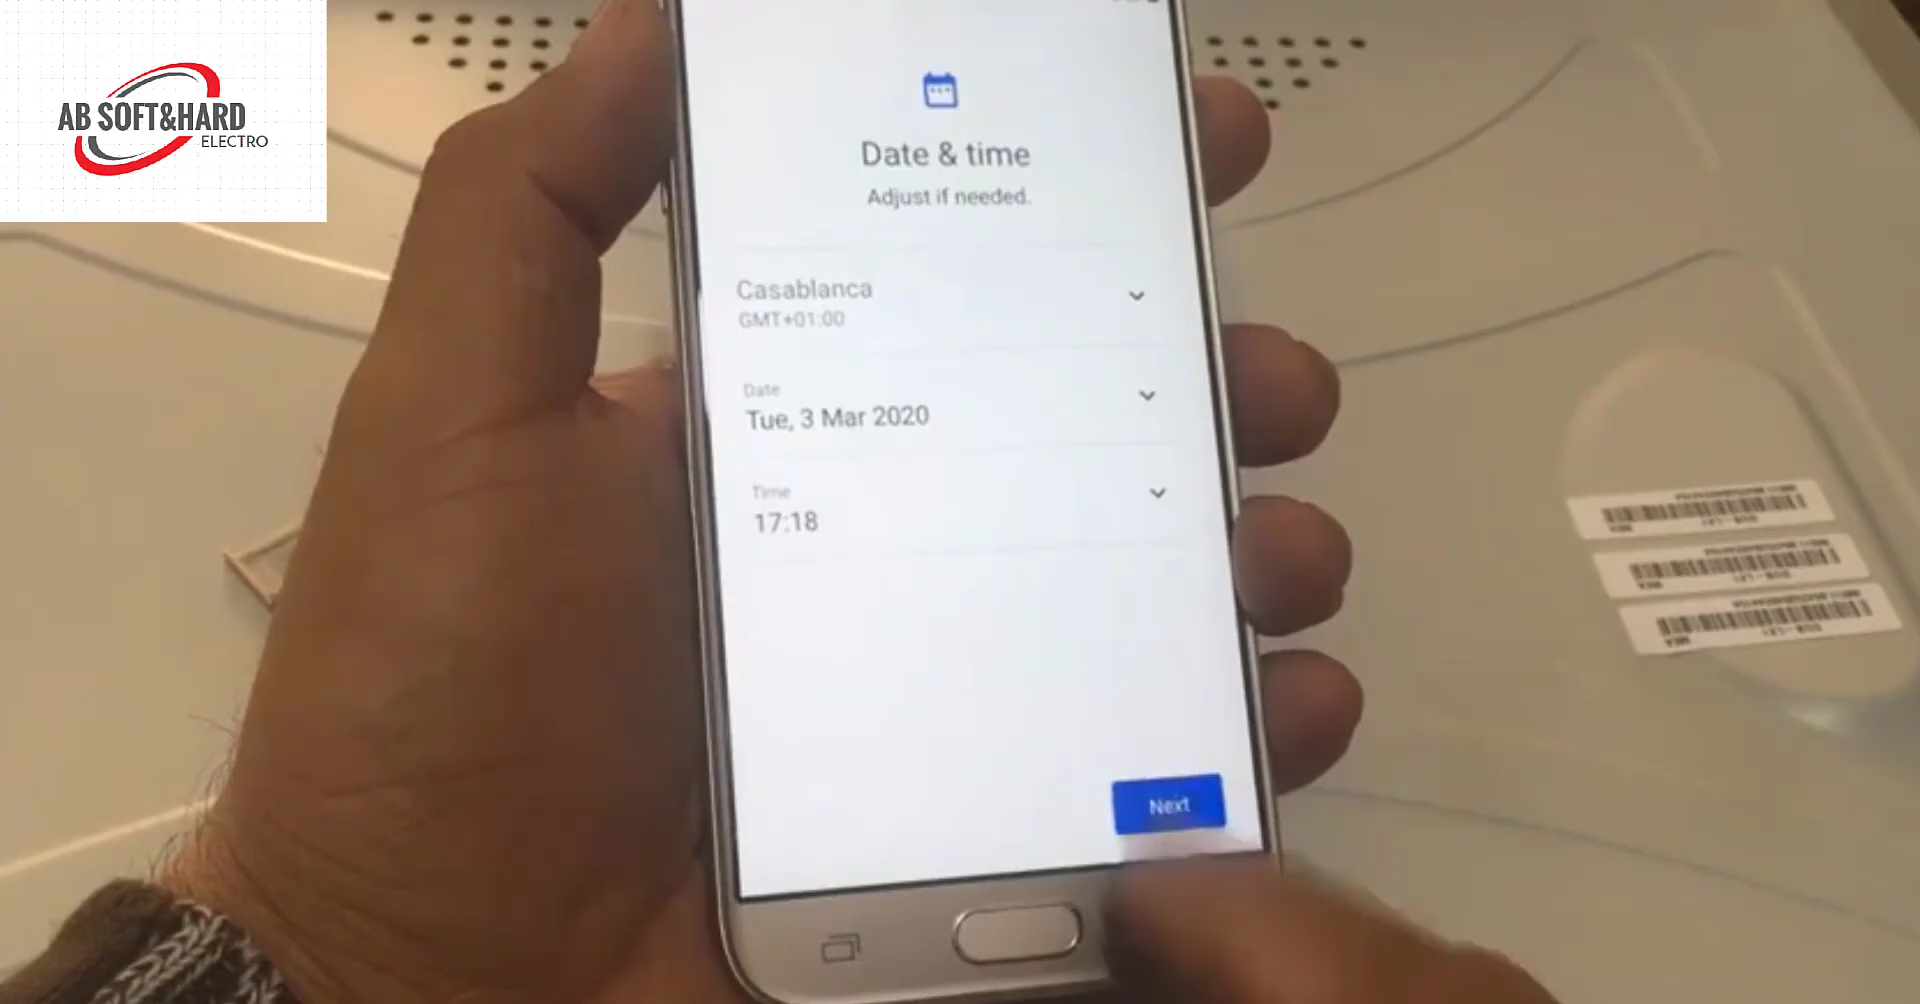 AB SOFT&HARD
ELECTRO
Date & time
Adjust if needed.
Casablanca
GMT+01:00
Date
Tue, 3 Mar 2020
Time
17:18
Next